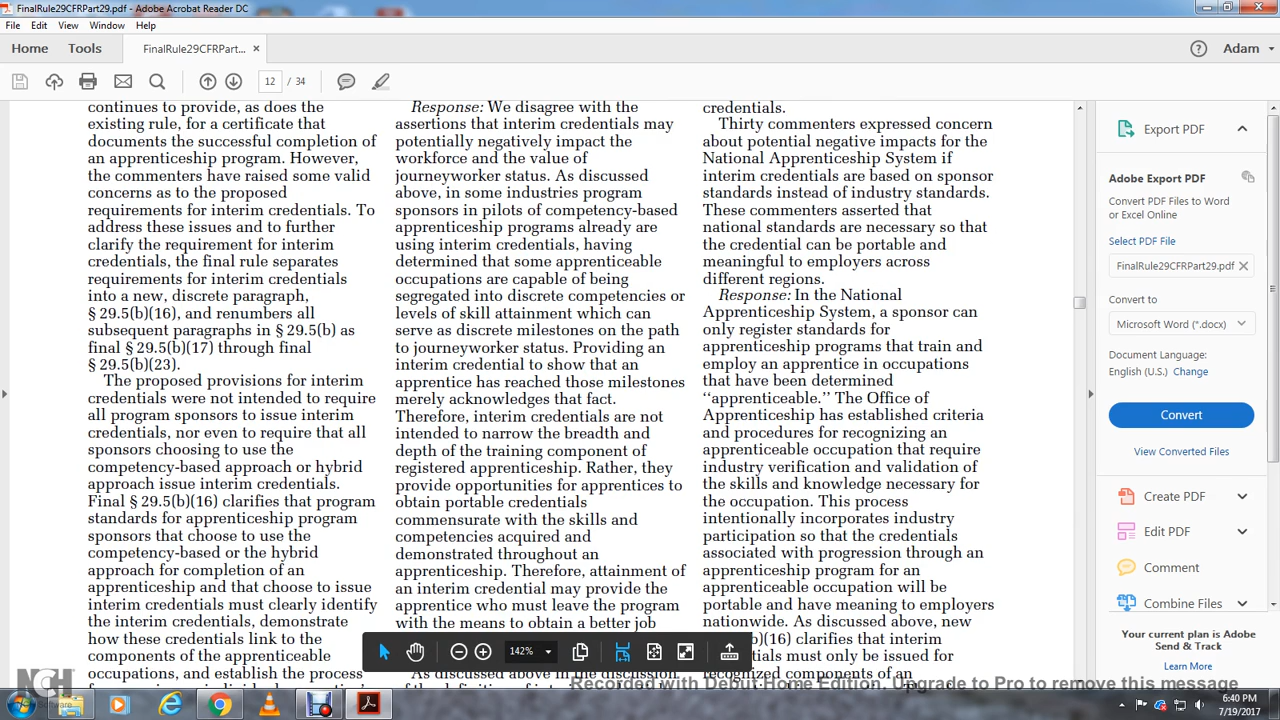 FinalRule29CFRPart29.pdf - Adobe Acrobat Reader DC
File Edit View Window Help
Home Tools FinalRule29CFRPart... × Adam
12 / 34
continues to provide, as does the
existing rule, for a certificate that
documents the successful completion of
an apprenticeship program. However,
the commenters have raised some valid
concerns as to the proposed
requirements for interim credentials. To
address these issues and to further
clarify the requirement for interim
credentials, the final rule separates
requirements for interim credentials
into a new, discrete paragraph,
§ 29.5(b)(16), and renumbers all
subsequent paragraphs in § 29.5(b) as
final § 29.5(b)(17) through final
§ 29.5(b)(23).
The proposed provisions for interim
credentials were not intended to require
all program sponsors to issue interim
credentials, nor even to require that all
sponsors choosing to use the
competency-based approach or hybrid
approach issue interim credentials.
Final § 29.5(b)(16) clarifies that program
standards for apprenticeship program
sponsors that choose to use the
competency-based or the hybrid
approach for completion of an
apprenticeship and that choose to issue
interim credentials must clearly identify
the interim credentials, demonstrate
how these credentials link to the
components of the apprenticeable
occupations, and establish the process
Response: We disagree with the
assertions that interim credentials may
potentially negatively impact the
workforce and the value of
journeyworker status. As discussed
above, in some industries program
sponsors in pilots of competency-based
apprenticeship programs already are
using interim credentials, having
determined that some apprenticeable
occupations are capable of being
segregated into discrete competencies or
levels of skill attainment which can
serve as discrete milestones on the path
to journeyworker status. Providing an
interim credential to show that an
apprentice has reached those milestones
merely acknowledges that fact.
Therefore, interim credentials are not
intended to narrow the breadth and
depth of the training component of
registered apprenticeship. Rather, they
provide opportunities for apprentices to
obtain portable credentials
commensurate with the skills and
competencies acquired and
demonstrated throughout an
apprenticeship. Therefore, attainment of
an interim credential may provide the
apprentice who must leave the program
with the means to obtain a better job
As discussed above in the discussion
credentials.
Thirty commenters expressed concern
about potential negative impacts for the
National Apprenticeship System if
interim credentials are based on sponsor
standards instead of industry standards.
These commenters asserted that
national standards are necessary so that
the credential can be portable and
meaningful to employers across
different regions.
Response: In the National
Apprenticeship System, a sponsor can
only register standards for
apprenticeship programs that train and
employ an apprentice in occupations
that have been determined
‘‘apprenticeable.’’ The Office of
Apprenticeship has established criteria
and procedures for recognizing an
apprenticeable occupation that require
industry verification and validation of
the skills and knowledge necessary for
the occupation. This process
intentionally incorporates industry
participation so that the credentials
associated with progression through an
apprenticeship program for an
apprenticeable occupation will be
portable and have meaning to employers
nationwide. As discussed above, new
b)(16) clarifies that interim
tials must only be issued for
recognized components of an
142%
Export PDF
Adobe Export PDF
Convert PDF Files to Word
or Excel Online
Select PDF File
FinalRule29CFRPart29.pdf ×
Convert to
Microsoft Word (*.docx)
Document Language:
English (U.S.) Change
Convert
View Converted Files
Create PDF
Edit PDF
Comment
Combine Files
Your current plan is Adobe
Send & Track
Learn More
NCH Software
Recorded with Debut Home Edition. Upgrade to Pro to remove this message
6:40 PM
7/19/2017